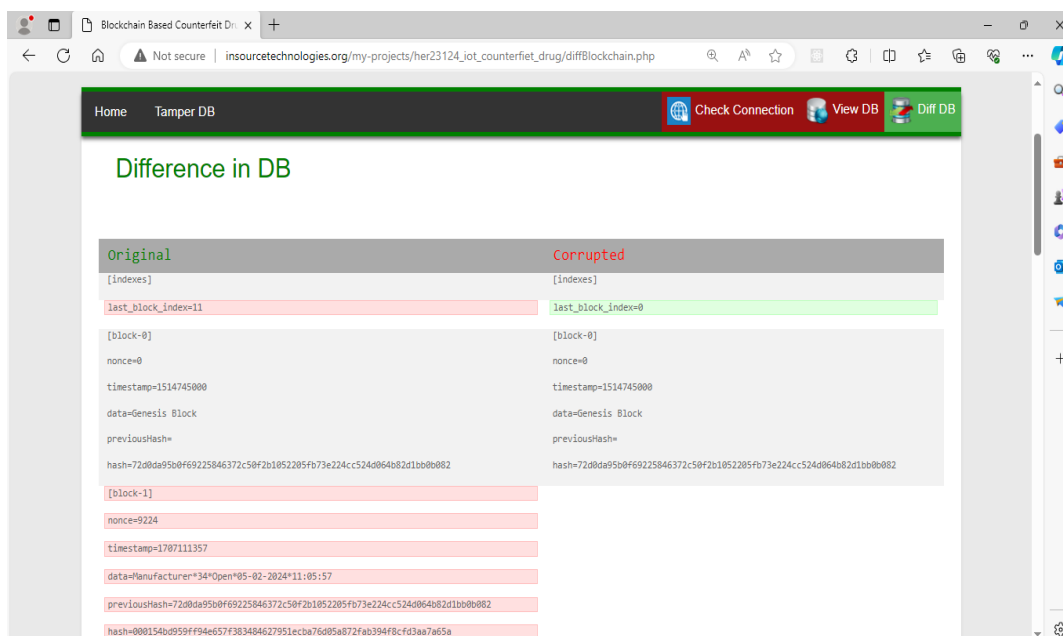 Blockchain Based Counterfeit Dru
Not secure | insourcetechnologies.org/my-projects/her23124_iot_counterfiet_drug/diffBlockchain.php
Home Tamper DB Check Connection View DB Diff DB
Difference in DB
Original Corrupted
[indexes] [indexes]
last_block_index=11 last_block_index=0
[block-0] [block-0]
nonce=0 nonce=0
timestamp=1514745000 timestamp=1514745000
data=Genesis Block data=Genesis Block
previousHash= previousHash=
hash=72d0da95b0f69225846372c50f2b1052205fb73e224cc524d064b82d1bb0b082 hash=72d0da95b0f69225846372c50f2b1052205fb73e224cc524d064b82d1bb0b082
[block-1]
nonce=9224
timestamp=1707111357
data=Manufacturer*34*Open*05-02-2024*11:05:57
previousHash=72d0da95b0f69225846372c50f2b1052205fb73e224cc524d064b82d1bb0b082
hash=000154bd959ff94e657f383484627951ecba76d05a872fab394f8cfd3aa7a65a